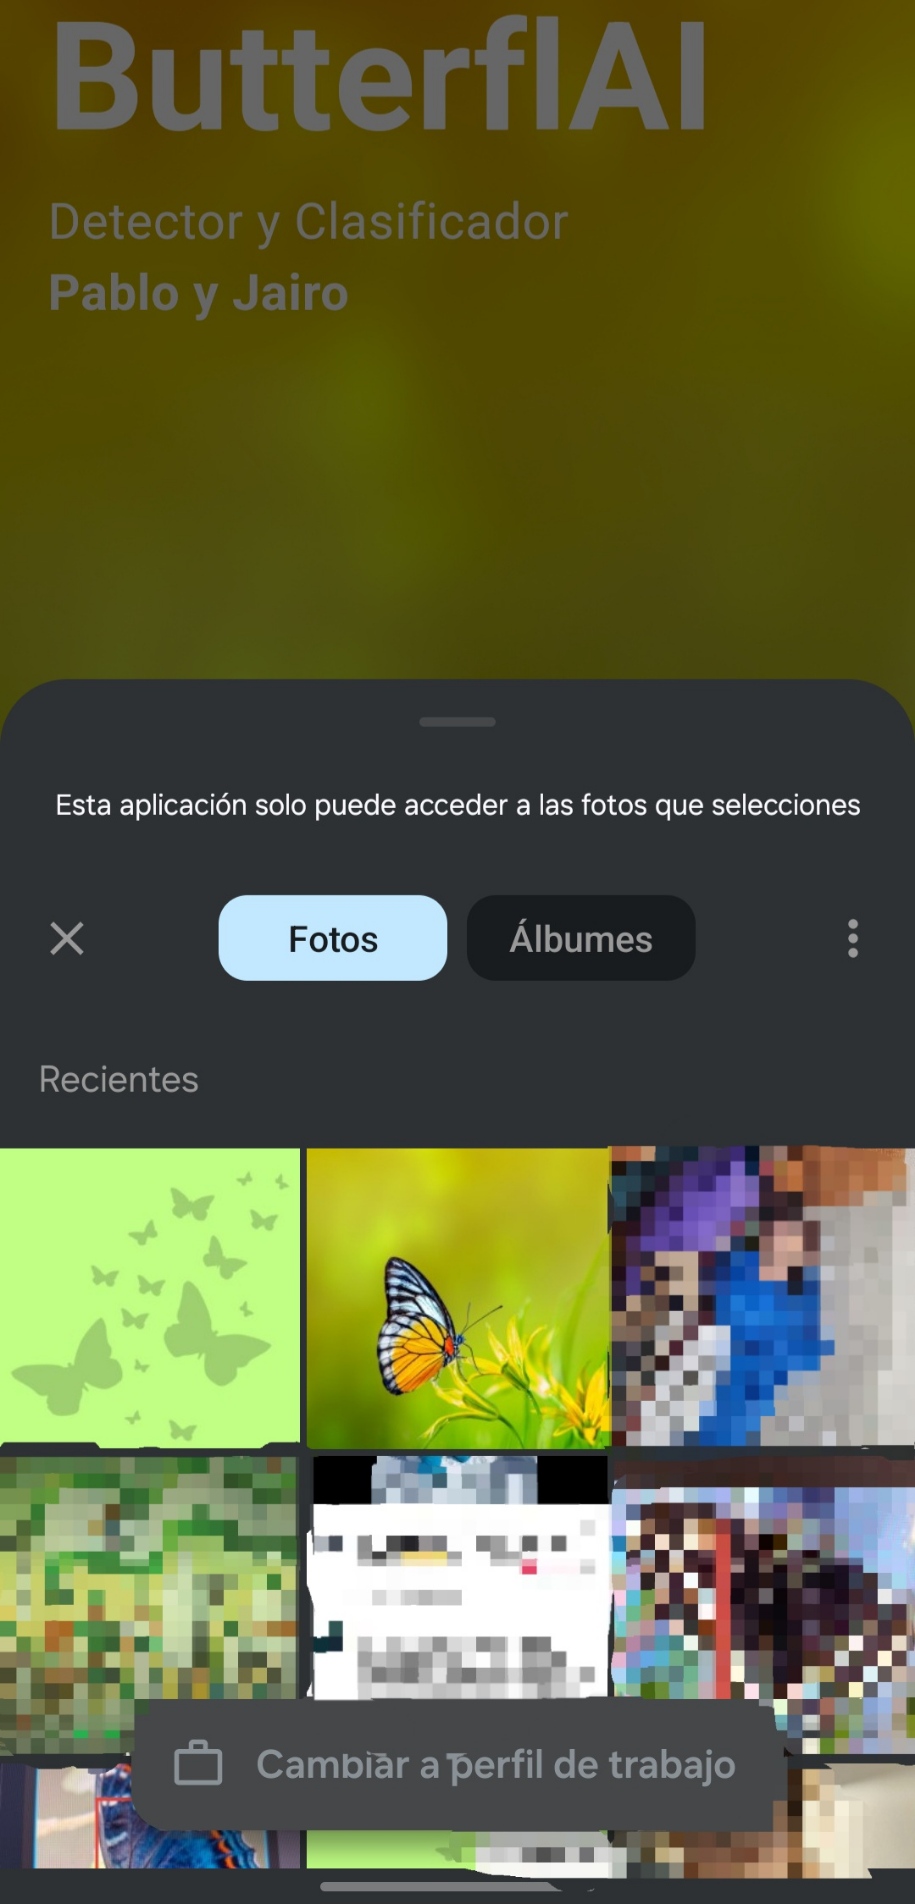 ButterflAI
Detector y Clasificador
Pablo y Jairo
Esta aplicación solo puede acceder a las fotos que selecciones
Fotos
Álbumes
Recientes
Cambiar a perfil de trabajo